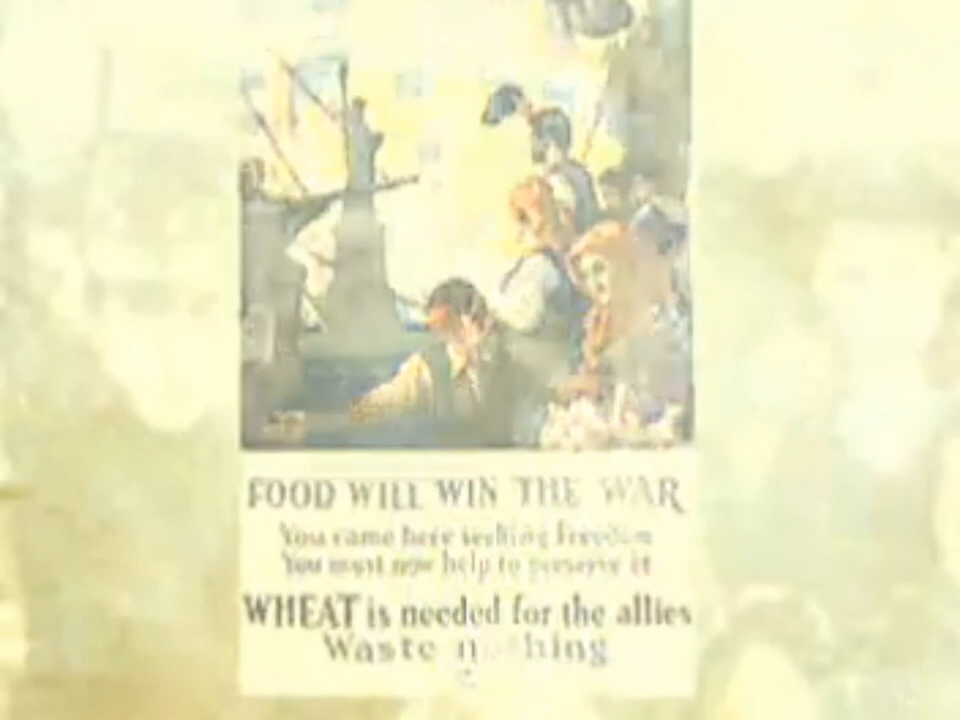 FOOD WILL WIN THE WAR
You came here seeking Freedom
You must now help to preserve it
WHEAT is needed for the allies
Waste nothing